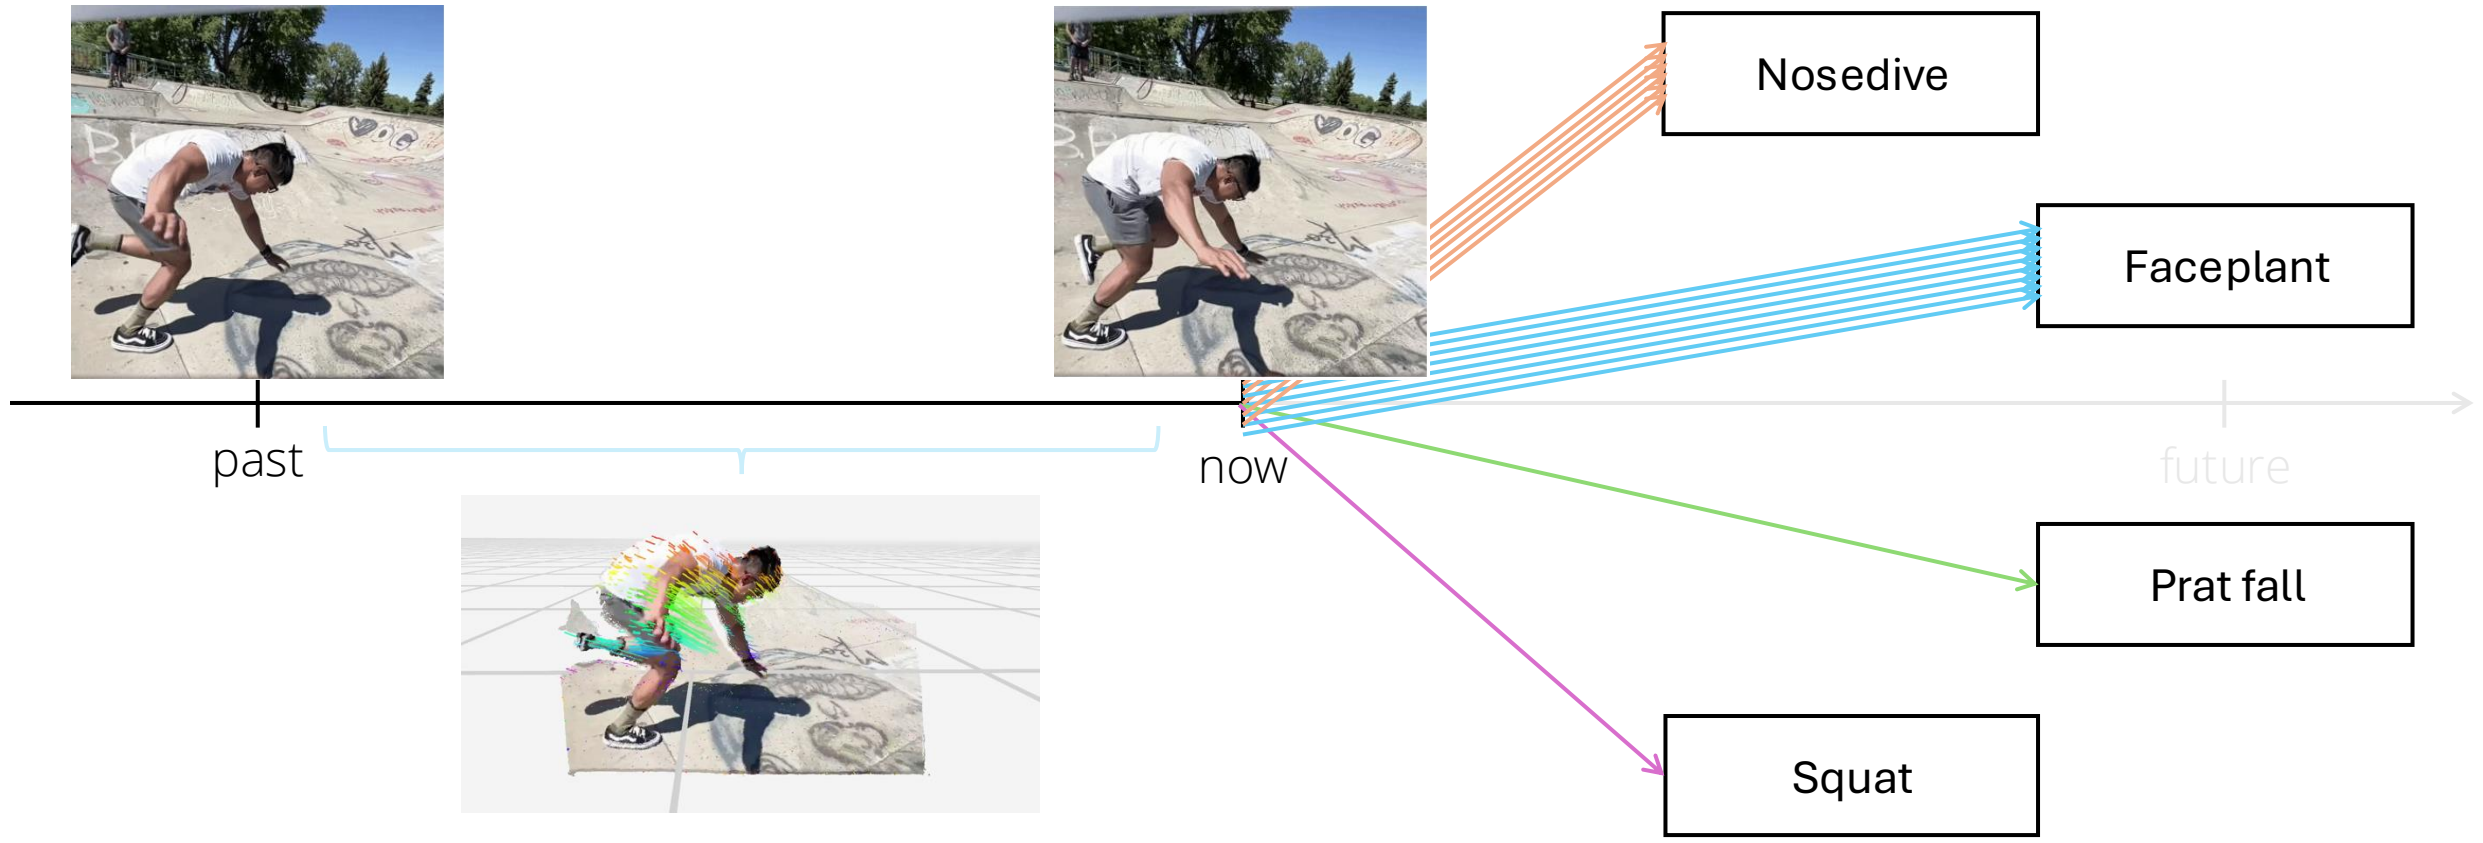 Nosedive
Faceplant
past
now
future
Prat fall
Squat